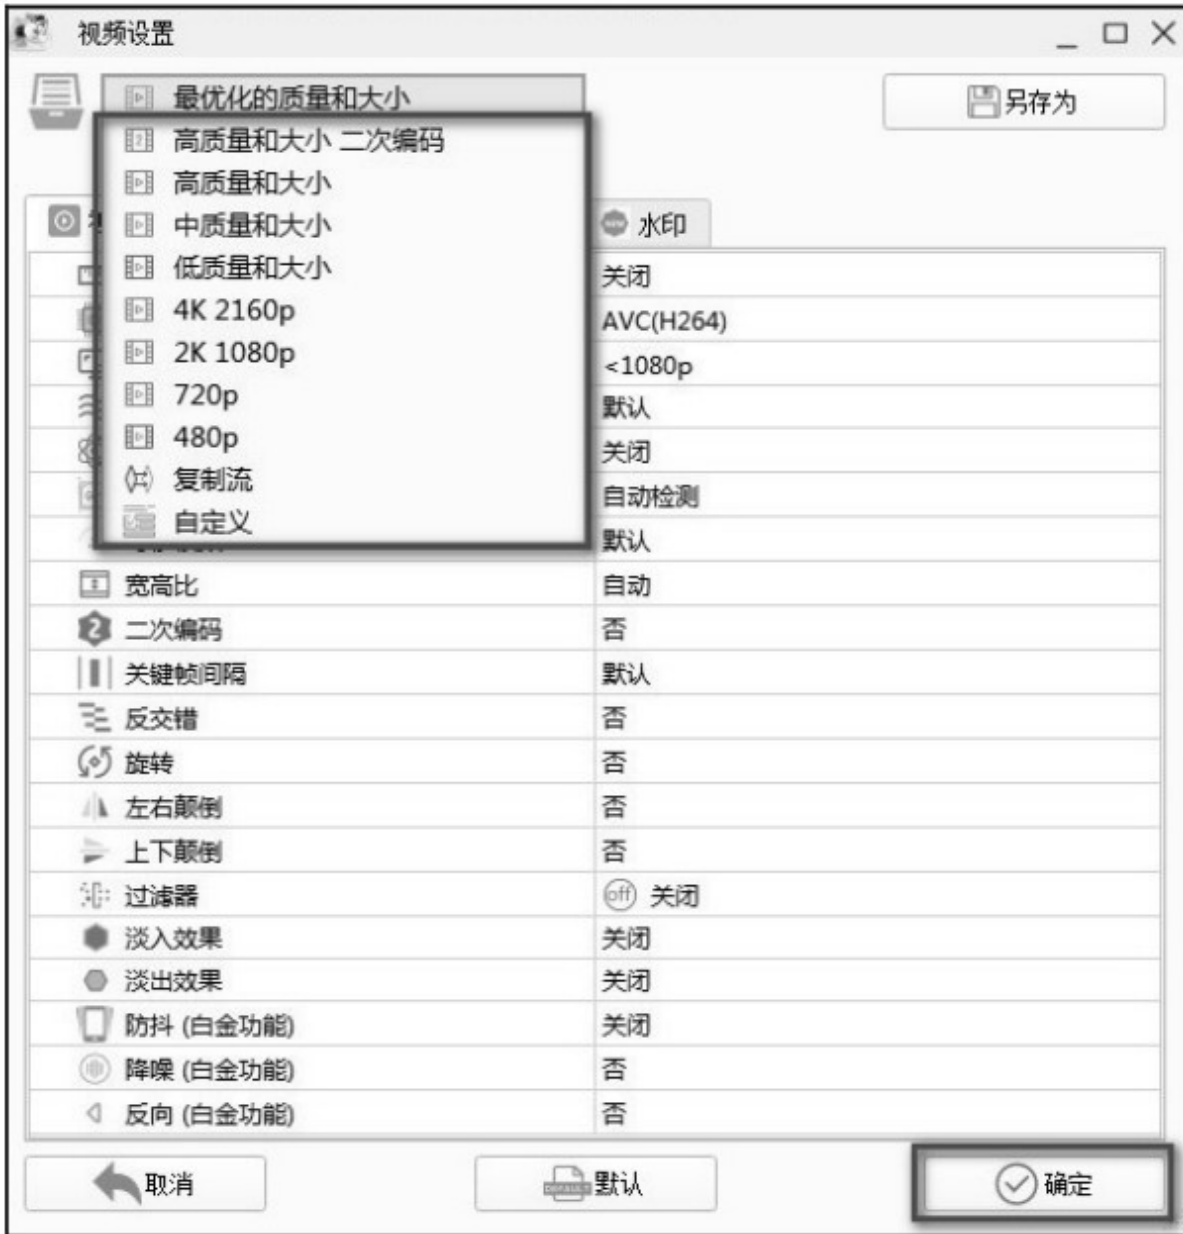 视频设置
最优化的质量和大小
另存为
高质量和大小 二次编码
高质量和大小
中质量和大小
水印
低质量和大小
关闭
4K 2160p
AVC(H264)
2K 1080p
<1080p
720p
默认
480p
关闭
复制流
自动检测
自定义
默认
宽高比 自动
二次编码 否
关键帧间隔 默认
反交错 否
旋转 否
左右颠倒 否
上下颠倒 否
过滤器 off 关闭
淡入效果 关闭
淡出效果 关闭
防抖 (白金功能) 关闭
降噪 (白金功能) 否
反向 (白金功能) 否
取消 DEFAULT 默认 确定